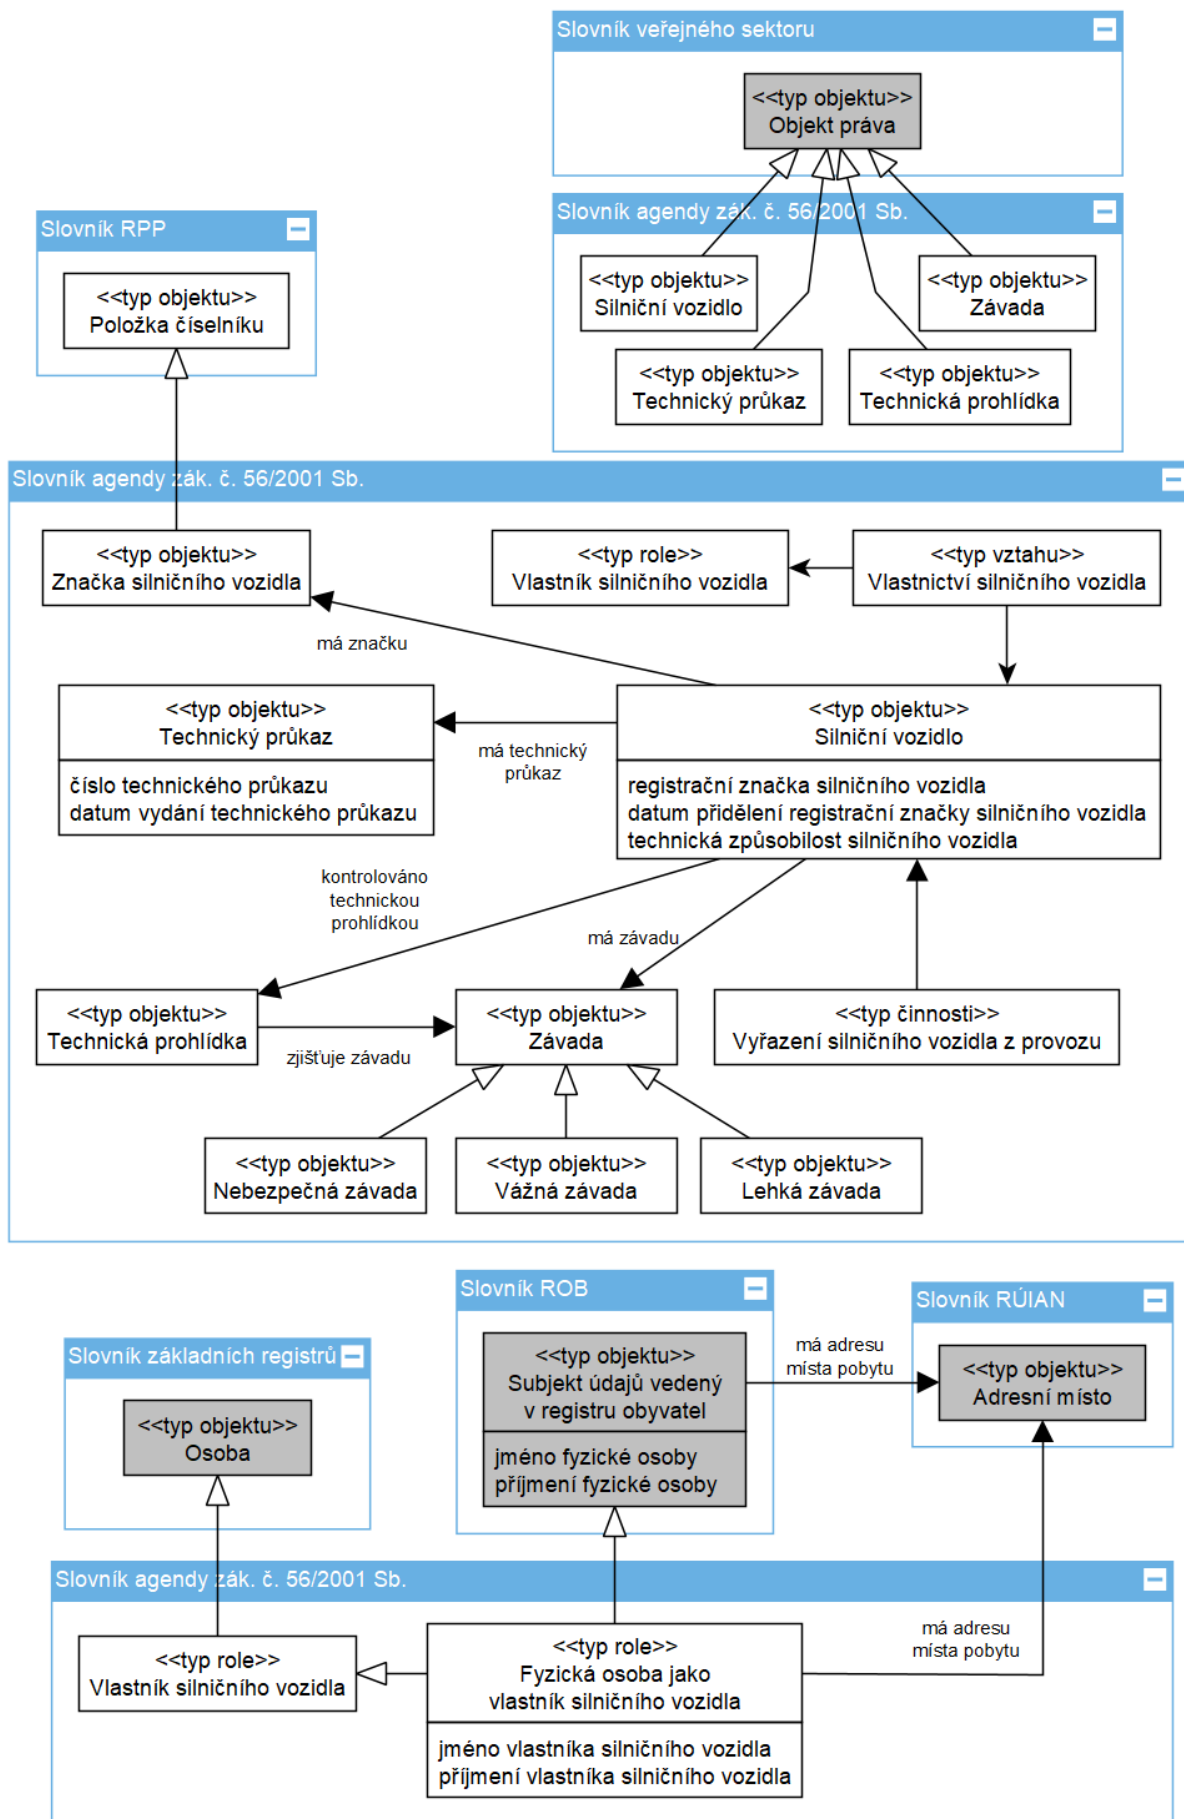 Slovník veřejného sektoru
<<typ objektu>>
Objekt práva
Slovník agendy zák. č. 56/2001 Sb.
<<typ objektu>>
Silniční vozidlo
<<typ objektu>>
Závada
<<typ objektu>>
Technický průkaz
<<typ objektu>>
Technická prohlídka
Slovník RPP
<<typ objektu>>
Položka číselníku
Slovník agendy zák. č. 56/2001 Sb.
<<typ objektu>>
Značka silničního vozidla
<<typ role>>
Vlastník silničního vozidla
<<typ vztahu>>
Vlastnictví silničního vozidla
má značku
<<typ objektu>>
Technický průkaz
číslo technického průkazu
datum vydání technického průkazu
má technický
průkaz
<<typ objektu>>
Silniční vozidlo
registrační značka silničního vozidla
datum přidělení registrační značky silničního vozidla
technická způsobilost silničního vozidla
kontrolováno
technickou
prohlídkou
má závadu
<<typ objektu>>
Technická prohlídka
zjišťuje závadu
<<typ objektu>>
Závada
<<typ činnosti>>
Vyřazení silničního vozidla z provozu
<<typ objektu>>
Nebezpečná závada
<<typ objektu>>
Vážná závada
<<typ objektu>>
Lehká závada
Slovník základních registrů
<<typ objektu>>
Osoba
Slovník ROB
<<typ objektu>>
Subjekt údajů vedený
v registru obyvatel
jméno fyzické osoby
příjmení fyzické osoby
má adresu
místa pobytu
Slovník RÚIAN
<<typ objektu>>
Adresní místo
Slovník agendy zák. č. 56/2001 Sb.
<<typ role>>
Vlastník silničního vozidla
<<typ role>>
Fyzická osoba jako
vlastník silničního vozidla
jméno vlastníka silničního vozidla
příjmení vlastníka silničního vozidla
má adresu
místa pobytu